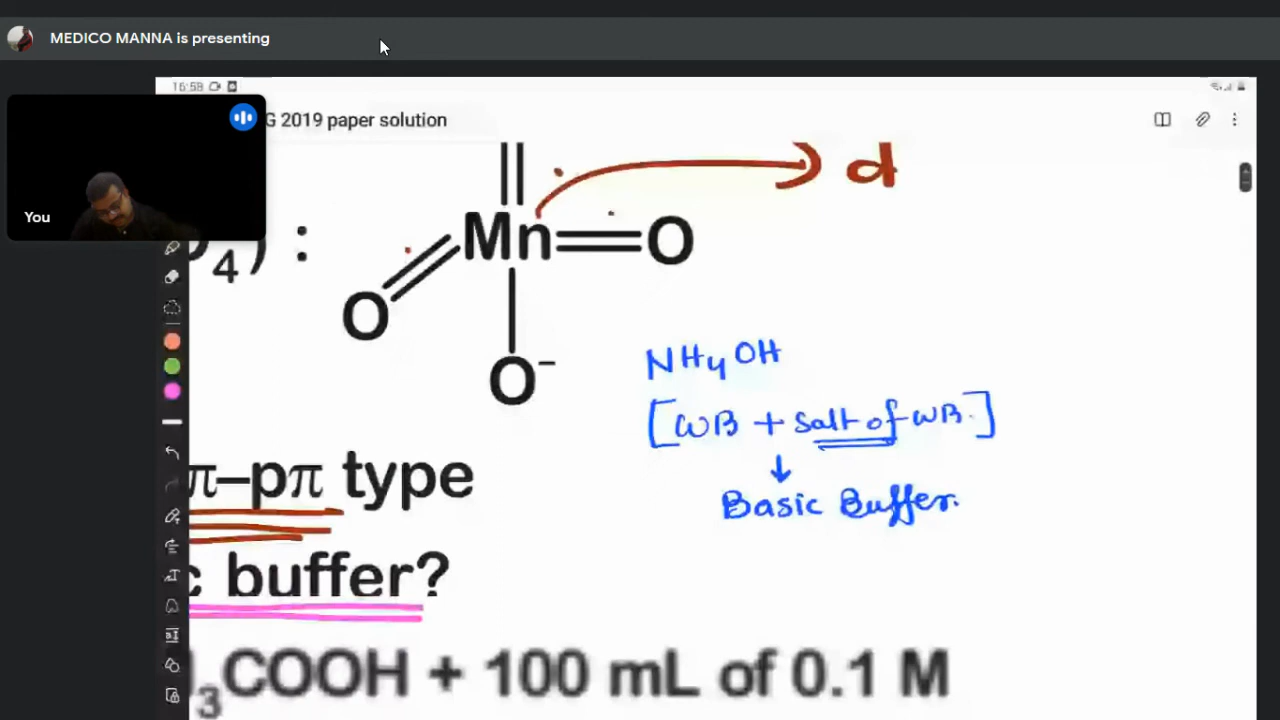 MEDICO MANNA is presenting
16:58
G 2019 paper solution
You
d
4) : Mn O
O
O−
NH4OH
[WB + Salt of WB.]
↓
π–pπ type
Basic Buffer.
c buffer?
3COOH + 100 mL of 0.1 M